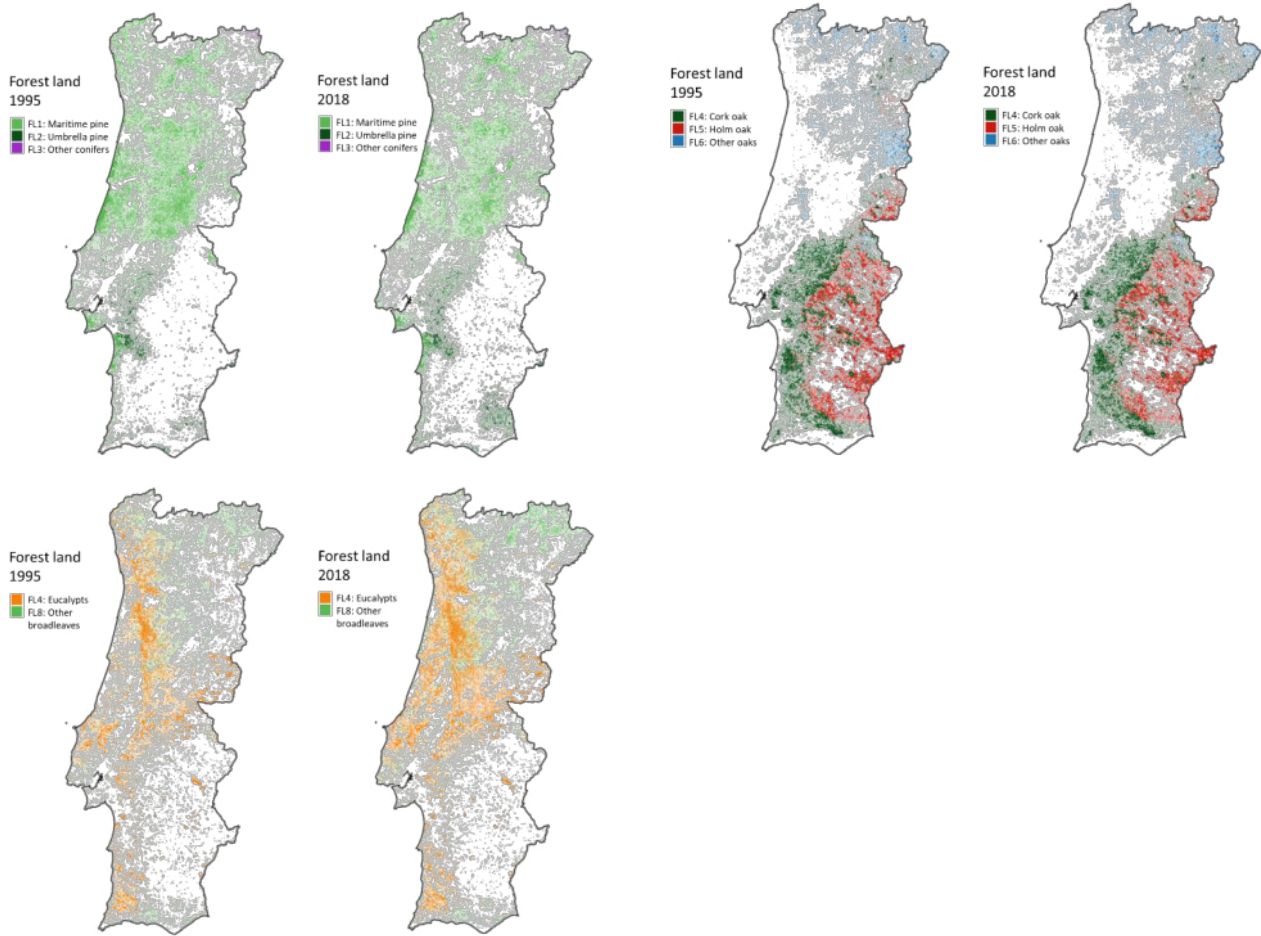 Forest land
1995
FL1: Maritime pine
FL2: Umbrella pine
FL3: Other conifers
Forest land
2018
FL1: Maritime pine
FL2: Umbrella pine
FL3: Other conifers
Forest land
1995
FL4: Cork oak
FL5: Holm oak
FL6: Other oaks
Forest land
2018
FL4: Cork oak
FL5: Holm oak
FL6: Other oaks
Forest land
1995
FL4: Eucalypts
FL8: Other
broadleaves
Forest land
2018
FL4: Eucalypts
FL8: Other
broadleaves